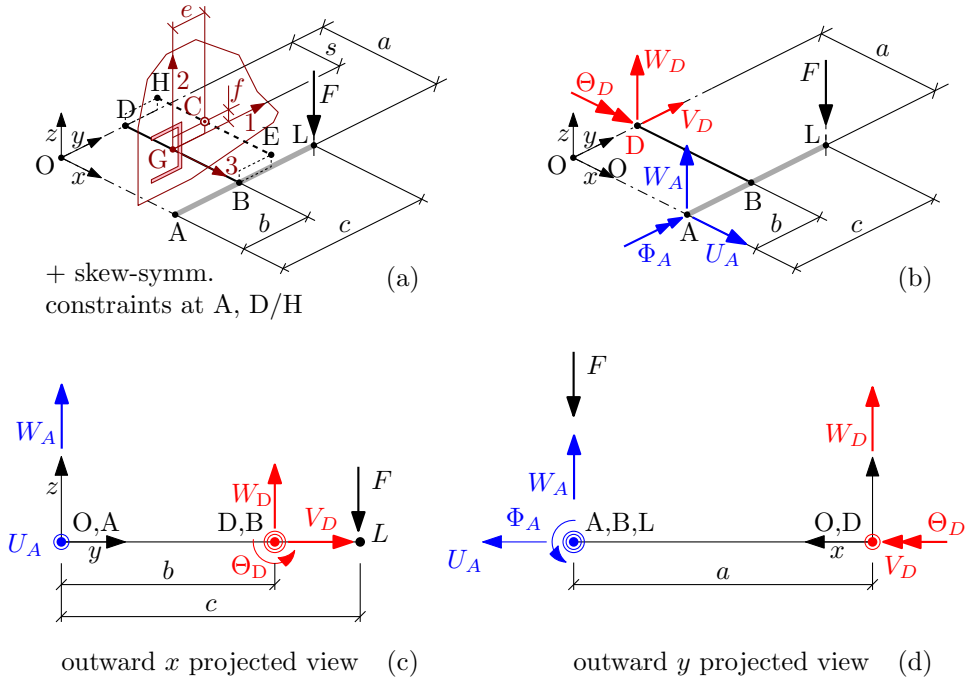 e
a
s
H
2
f
F
D
C
1
L
z
y
E
O
G
3
x
B
b
A
c
+ skew-symm.
constraints at A, D/H
(a)
W_D
a
Θ_D
F
V_D
z
y
D
L
O
O
x
W_A
B
b
A
c
Φ_A
U_A
(b)
W_A
z
W_D
F
O,A
D,B
V_D
U_A
y
Θ_D
L
b
c
outward x projected view (c)
F
W_D
W_A
Φ_A
A,B,L
O,D
Θ_D
U_A
x
V_D
a
outward y projected view (d)